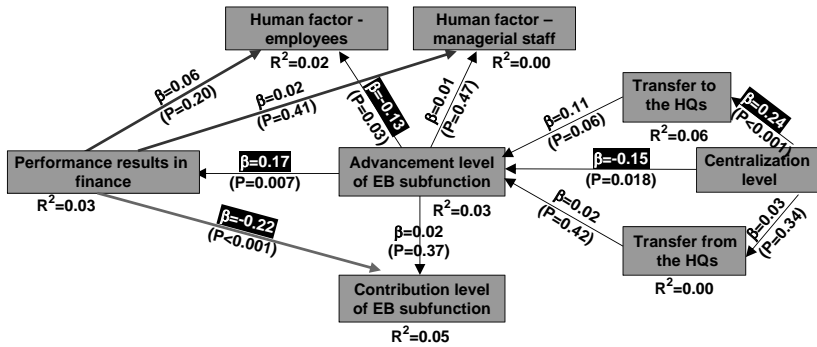 Human factor -
employees
R²=0.02
Human factor –
managerial staff
R²=0.00
β=0.06
(P=0.20)
β=0.02
(P=0.41)
β=-0.13
(P=0.03)
β=0.01
(P=0.47)
β=0.11
(P=0.06)
Transfer to
the HQs
R²=0.06
β=0.24
(P<0.001)
Performance results in
finance
R²=0.03
β=0.17
(P=0.007)
Advancement level
of EB subfunction
R²=0.03
β=-0.15
(P=0.018)
Centralization
level
β=-0.22
(P<0.001)
β=0.02
(P=0.37)
β=0.02
(P=0.42)
β=0.03
(P=0.34)
Transfer from
the HQs
R²=0.00
Contribution level
of EB subfunction
R²=0.05